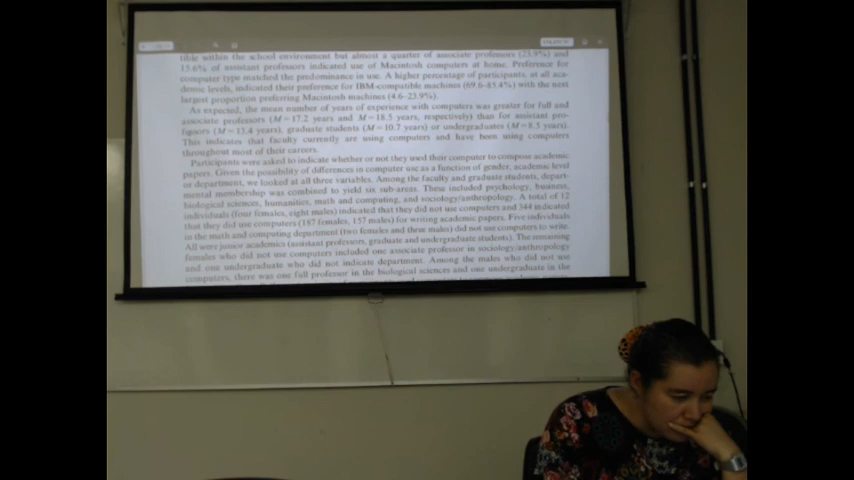 tible within the school environment but almost a quarter of associate professors (23.9%) and
15.6% of assistant professors indicated use of Macintosh computers at home. Preference for
computer type matched the predominance in use. A higher percentage of participants, at all aca-
demic levels, indicated their preference for IBM-compatible machines (69.6–85.4%) with the next
largest proportion preferring Macintosh machines (4.6–23.9%).
As expected, the mean number of years of experience with computers was greater for full and
associate professors (M=17.2 years and M=18.5 years, respectively) than for assistant pro-
fessors (M=13.4 years), graduate students (M=10.7 years) or undergraduates (M=8.5 years).
This indicates that faculty currently are using computers and have been using computers
throughout most of their careers.
Participants were asked to indicate whether or not they used their computer to compose academic
papers. Given the possibility of differences in computer use as a function of gender, academic level
or department, we looked at all three variables. Among the faculty and graduate students, depart-
mental membership was combined to yield six sub-areas. These included psychology, business,
biological sciences, humanities, math and computing, and sociology/anthropology. A total of 12
individuals (four females, eight males) indicated that they did not use computers and 344 indicated
that they did use computers (187 females, 157 males) for writing academic papers. Five individuals
in the math and computing department (two females and three males) did not use computers to write.
All were junior academics (assistant professors, graduate and undergraduate students). The remaining
females who did not use computers included one associate professor in sociology/anthropology
and one undergraduate who did not indicate department. Among the males who did not use
computers, there was one full professor in the biological sciences and one undergraduate in the